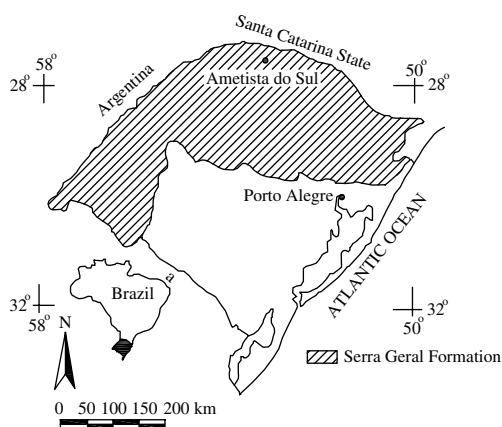 58°
28°
Santa Catarina State
50°
28°
Argentina
Ametista do Sul
Porto Alegre
ATLANTIC OCEAN
a
Brazil
32°
58°
32°
50°
N
Serra Geral Formation
0 50 100 150 200 km